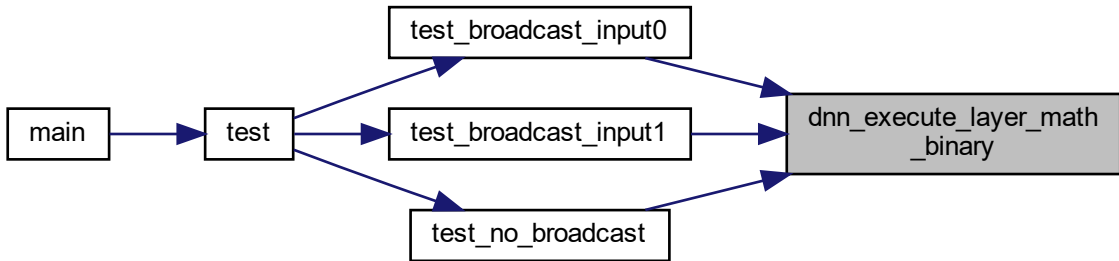 test_broadcast_input0
main
test
test_broadcast_input1
dnn_execute_layer_math
_binary
test_no_broadcast